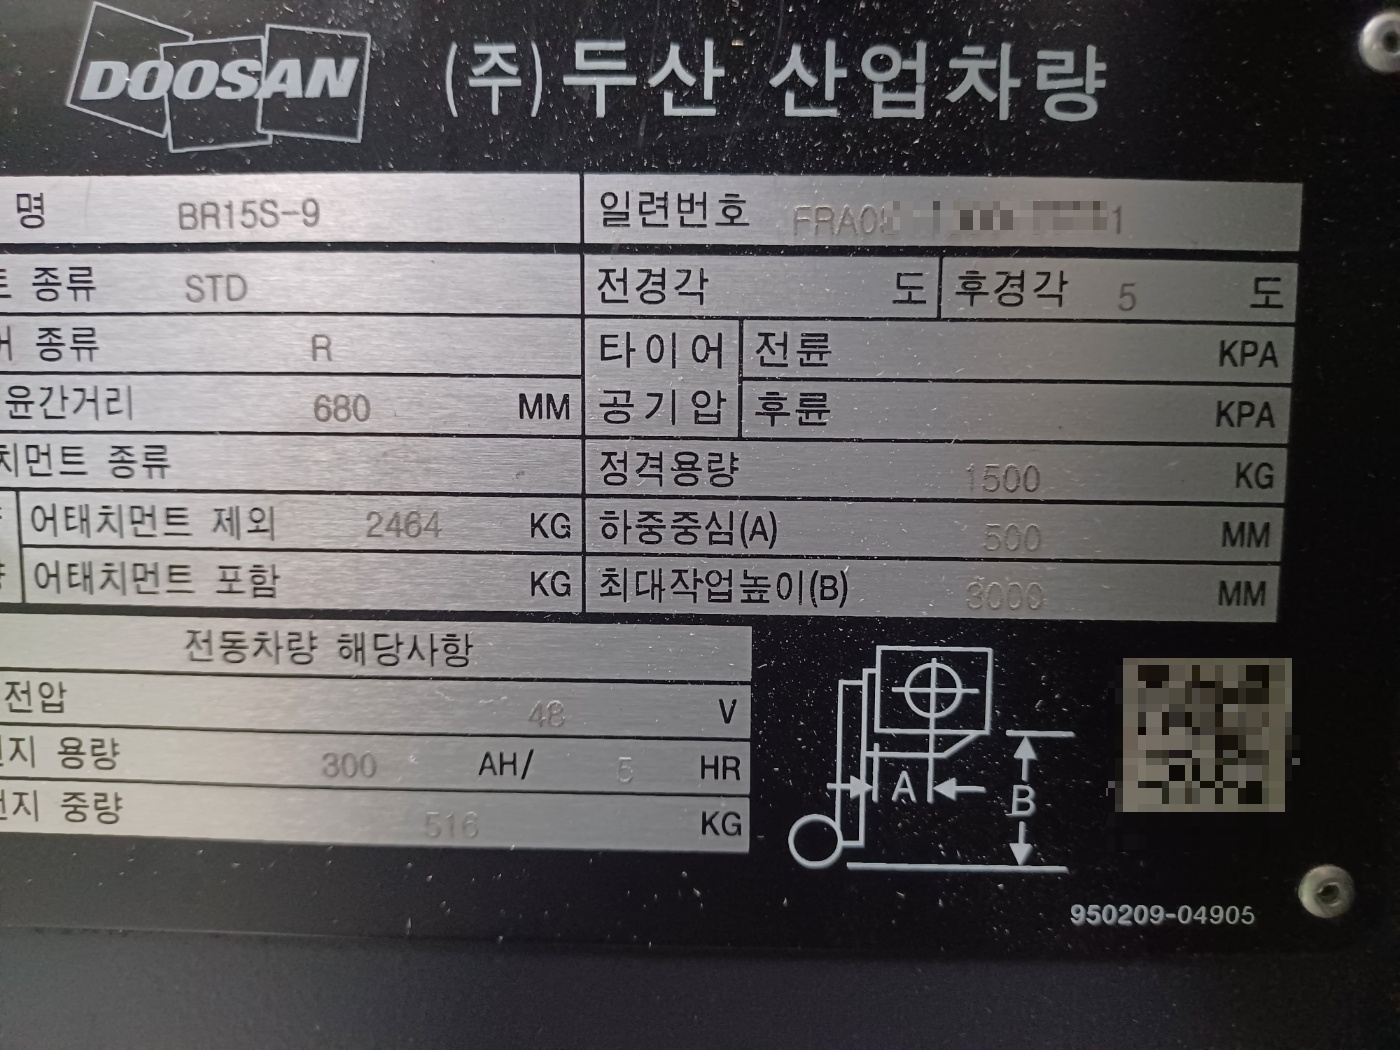 DOOSAN (주)두산 산업차량
명 BR15S-9 일련번호
종류 STD 전경각 도 후경각 5 도
종류 R 타이어 전륜 KPA
윤간거리 680 MM 공기압 후륜 KPA
치먼트 종류 정격용량 1500 KG
어태치먼트 제외 2464 KG 하중중심(A) 500 MM
어태치먼트 포함 KG 최대작업높이(B) 3000 MM
전동차량 해당사항
전압 48 V
지 용량 300 AH/ 5 HR
지 중량 516 KG
A
B
950209-04905